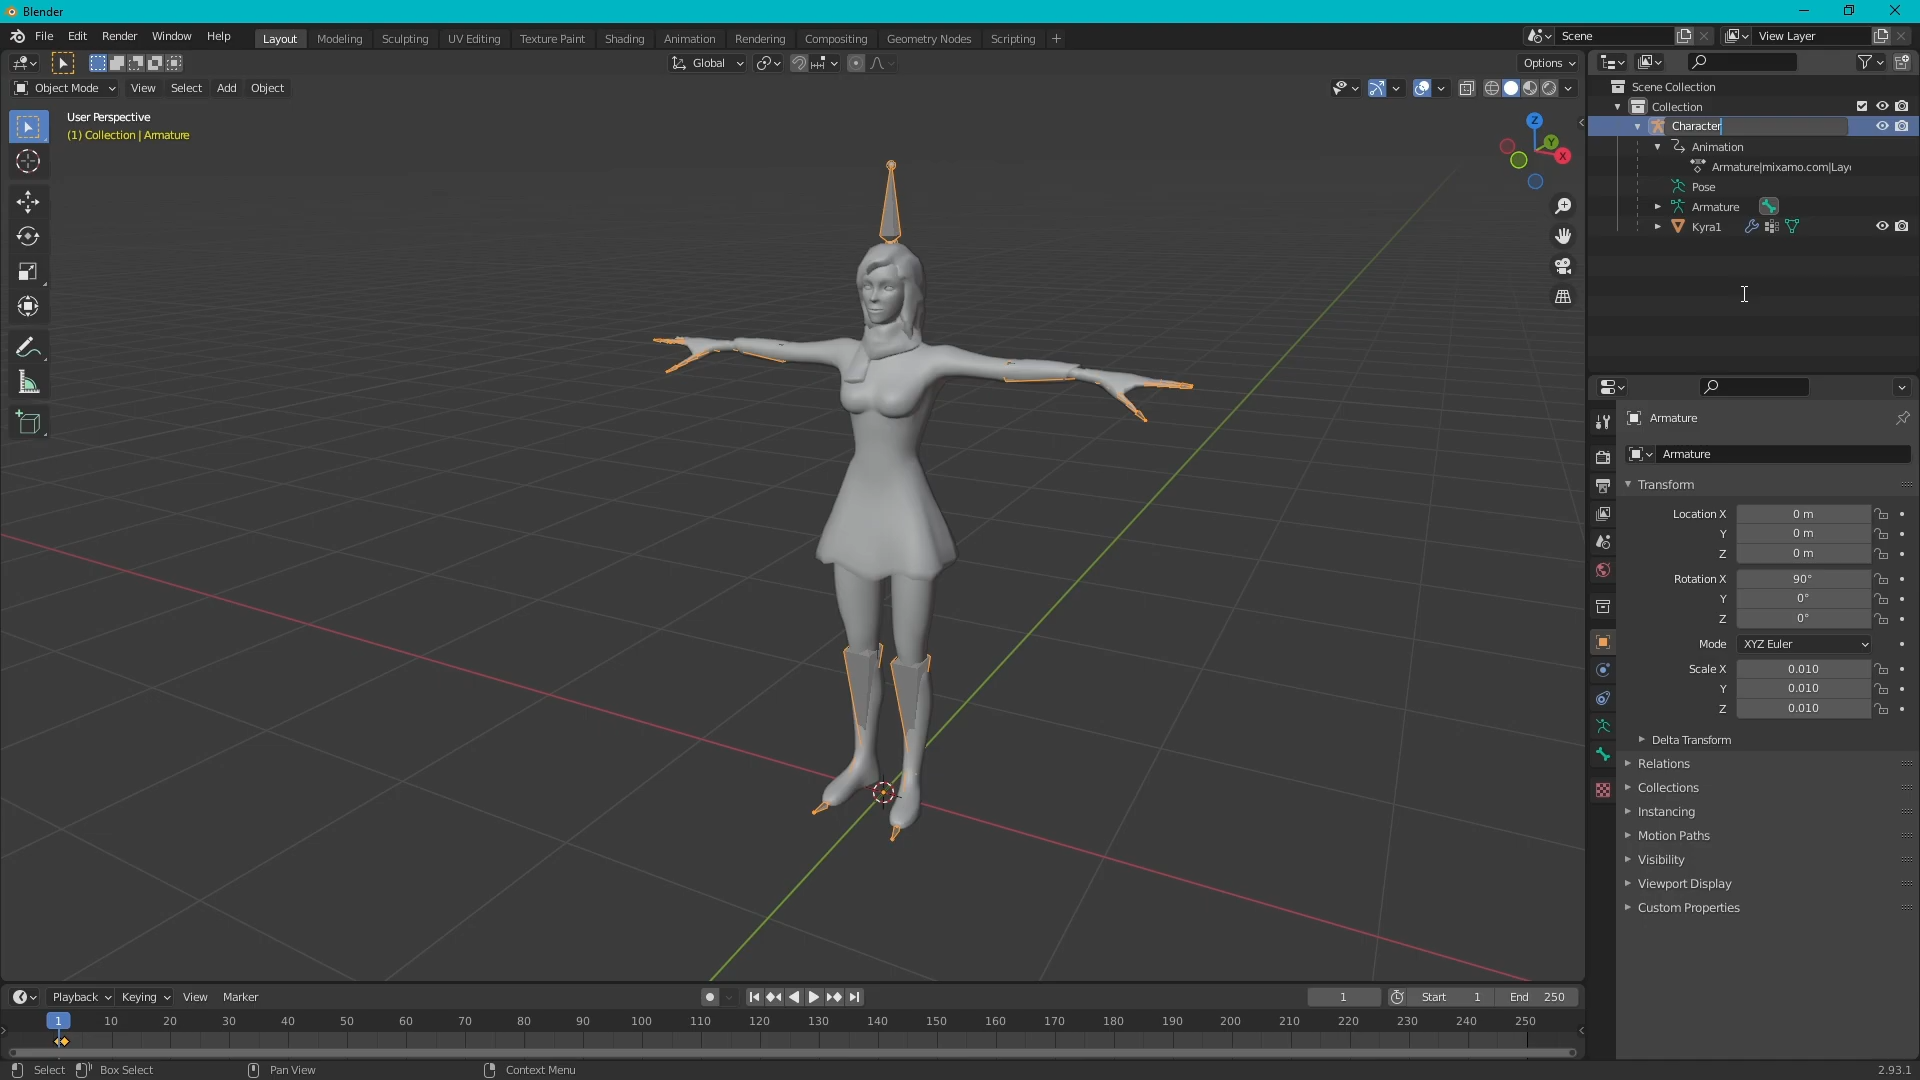 Blender
File Edit Render Window Help
Layout Modeling Sculpting UV Editing Texture Paint Shading Animation Rendering Compositing Geometry Nodes Scripting +
Scene
View Layer
Global
Options
Object Mode View Select Add Object
User Perspective
(1) Collection | Armature
Z
Y
X
Scene Collection
Collection
Character
Animation
Armature|mixamo.com|Laye
Pose
Armature
Kyra1
Armature
Armature
Transform
Location X 0 m
Y 0 m
Z 0 m
Rotation X 90°
Y 0°
Z 0°
Mode XYZ Euler
Scale X 0.010
Y 0.010
Z 0.010
Delta Transform
Relations
Collections
Instancing
Motion Paths
Visibility
Viewport Display
Custom Properties
Playback Keying View Marker
1
Start 1
End 250
1 10 20 30 40 50 60 70 80 90 100 110 120 130 140 150 160 170 180 190 200 210 220 230 240 250
Select Box Select Pan View Context Menu
2.93.1